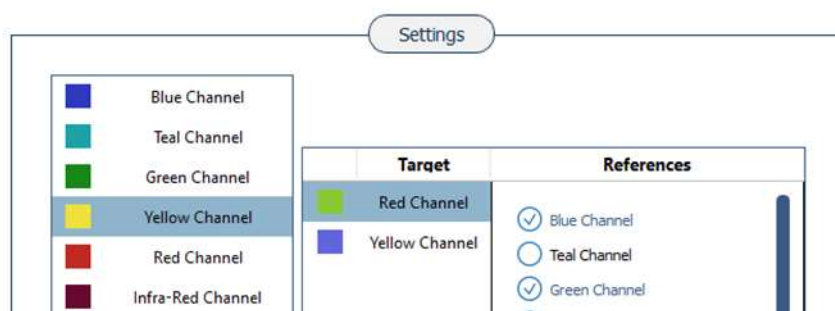 Settings
Blue Channel
Teal Channel
Green Channel
Yellow Channel
Red Channel
Infra-Red Channel
Target References
Red Channel
Yellow Channel
Blue Channel
Teal Channel
Green Channel